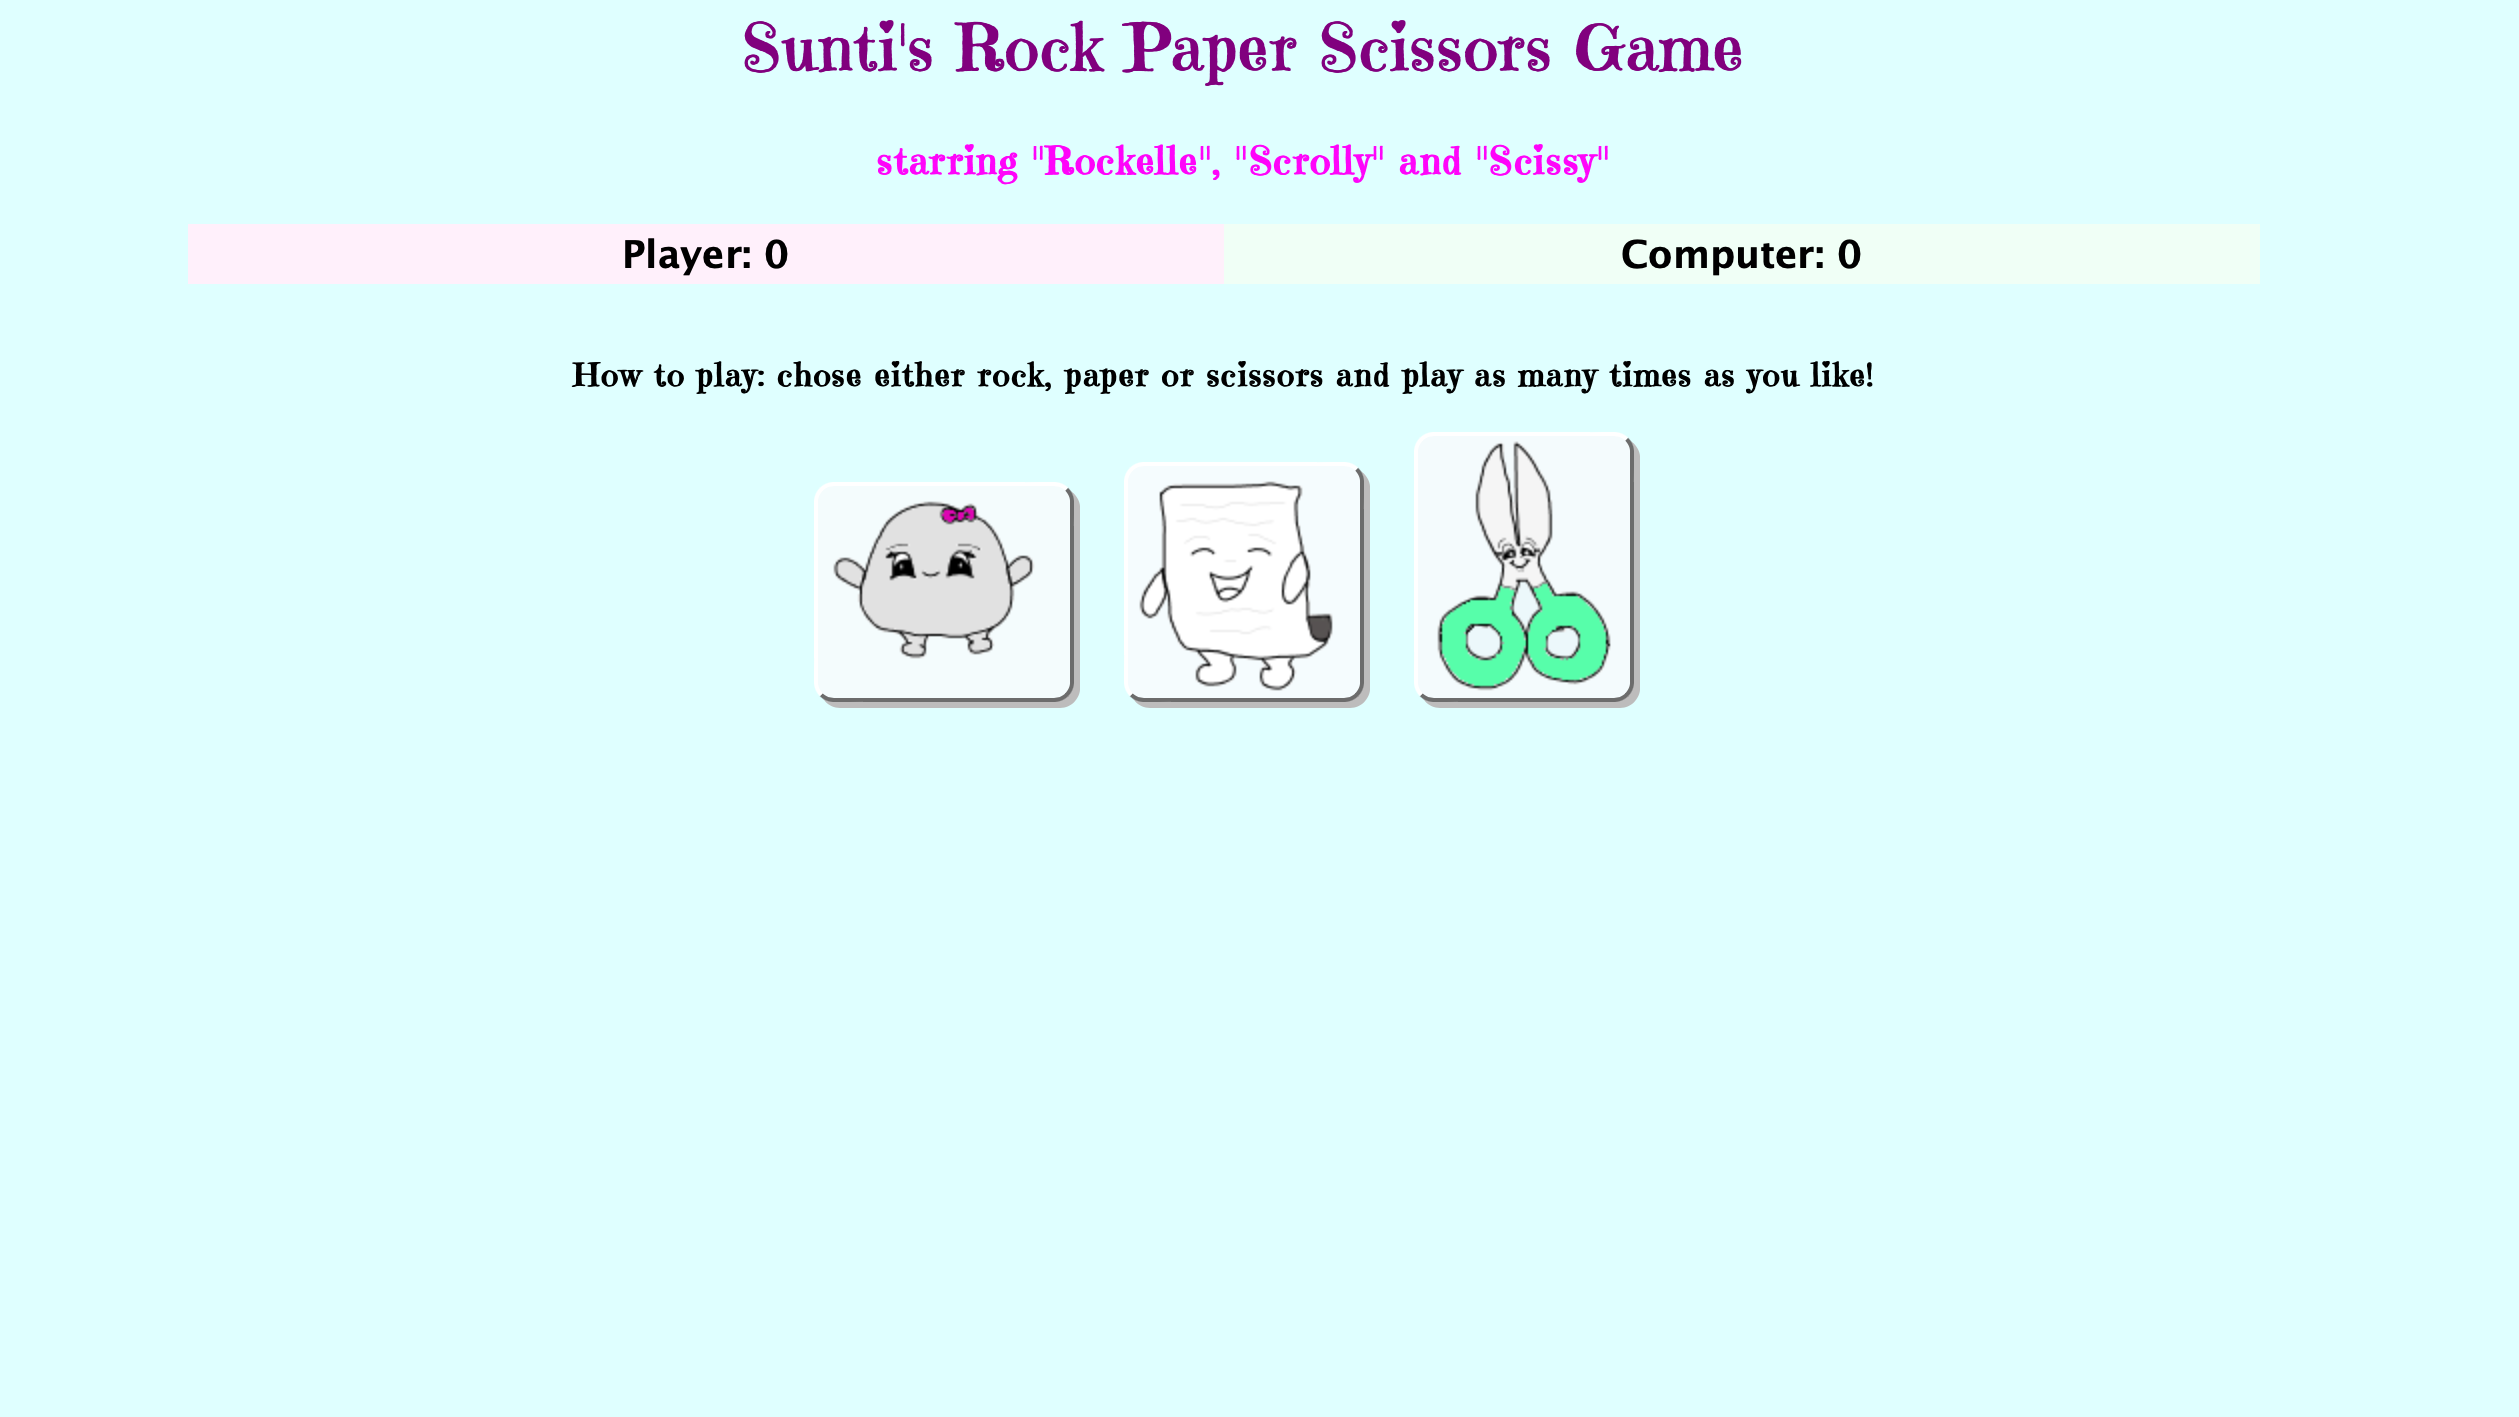 Sunti's Rock Paper Scissors Game
starring "Rockelle", "Scrolly" and "Scissy"
Player: 0
Computer: 0
How to play: chose either rock, paper or scissors and play as many times as you like!